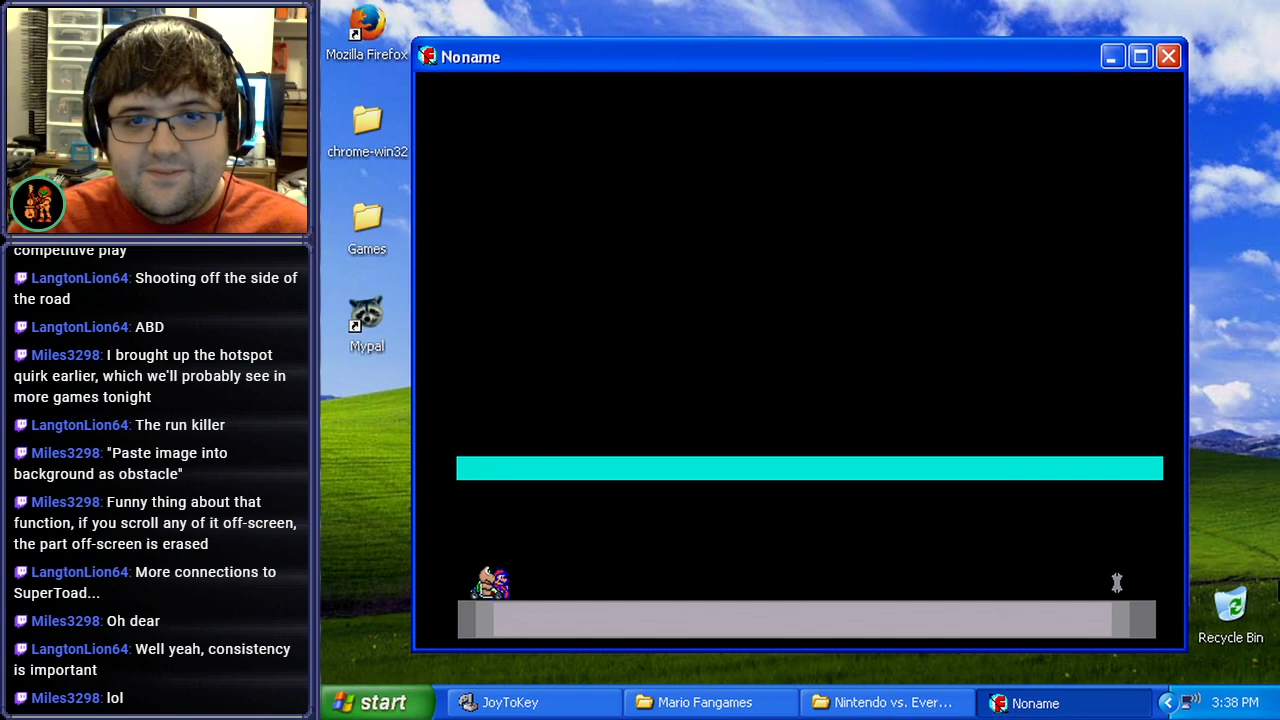 competitive play
LangtonLion64: Shooting off the side of
the road
LangtonLion64: ABD
Miles3298: I brought up the hotspot
quirk earlier, which we'll probably see in
more games tonight
LangtonLion64: The run killer
Miles3298: "Paste image into
background as obstacle"
Miles3298: Funny thing about that
function, if you scroll any of it off-screen,
the part off-screen is erased
LangtonLion64: More connections to
SuperToad...
Miles3298: Oh dear
LangtonLion64: Well yeah, consistency
is important
Miles3298: lol
Mozilla Firefox
chrome-win32
Games
Mypal
Noname
Recycle Bin
start
JoyToKey
Mario Fangames
Nintendo vs. Ever...
Noname
3:38 PM